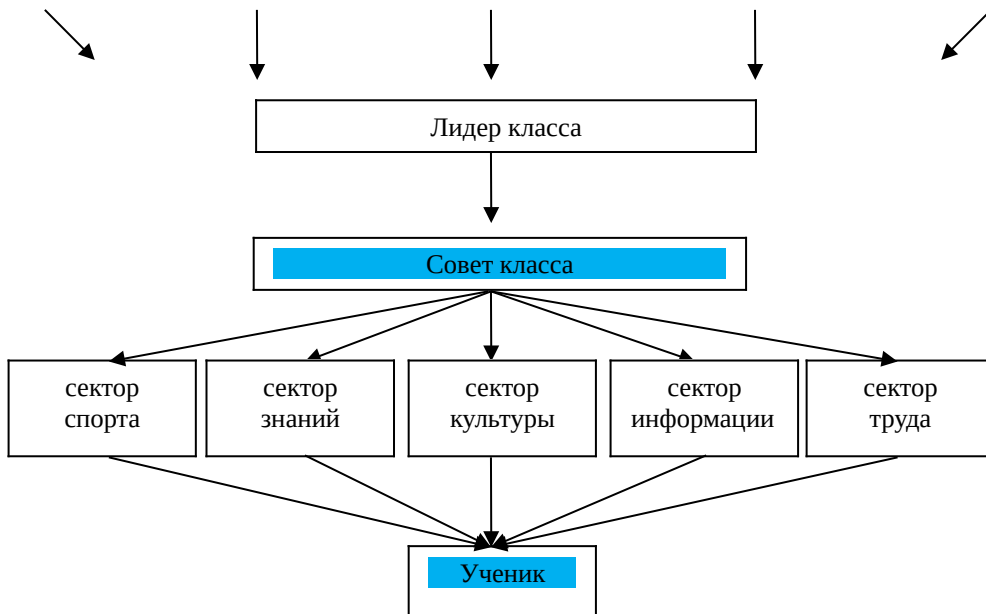 Лидер класса
Совет класса
сектор
спорта
сектор
знаний
сектор
культуры
сектор
информации
сектор
труда
Ученик